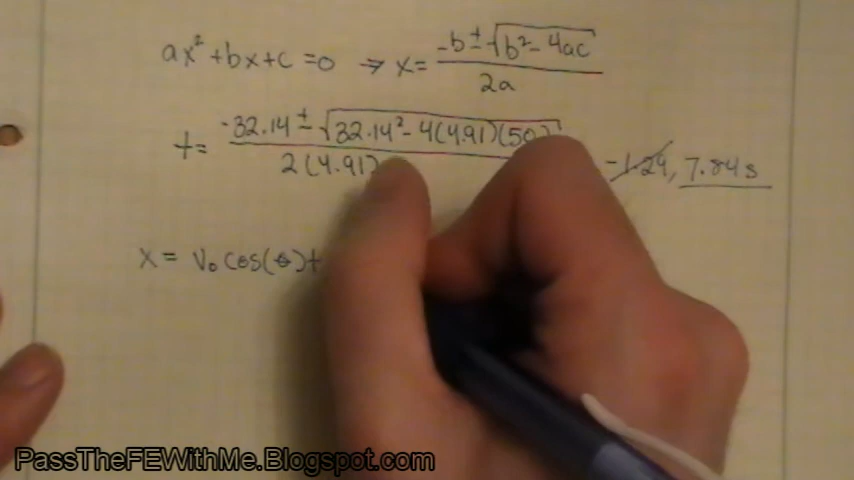 ax² + bx + c = 0 → x = (-b ± √(b² - 4ac)) / 2a
t = (-32.14 ± √(32.14² - 4(4.91)(50))) / 2(4.91)
-1.29, 7.84 s
x = v₀ cos(θ)t
PassTheFEWithMe.Blogspot.com